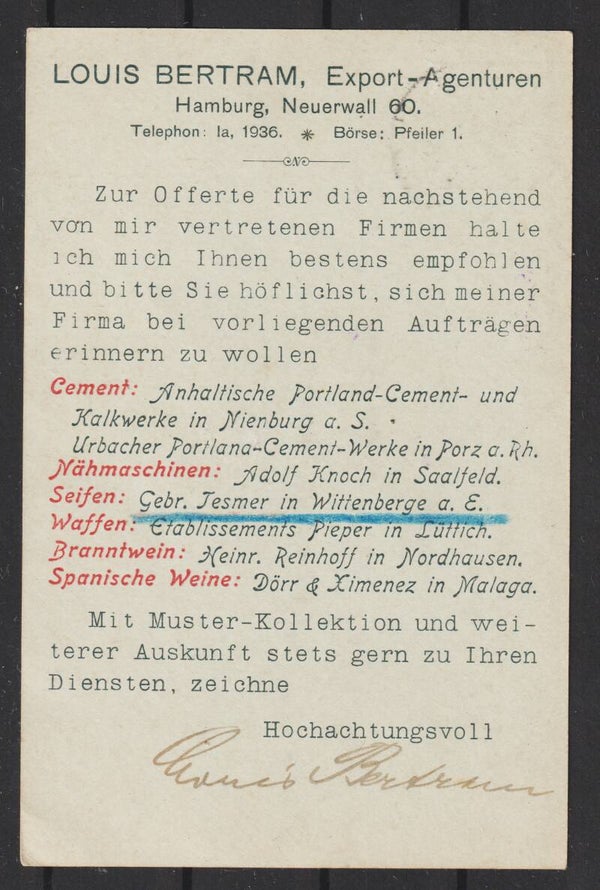 LOUIS BERTRAM, Export-Agenturen
Hamburg, Neuerwall 60.
Telephon: Ia, 1936. * Börse: Pfeiler 1.
Zur Offerte für die nachstehend
von mir vertretenen Firmen halte
ich mich Ihnen bestens empfohlen
und bitte Sie höflichst, sich meiner
Firma bei vorliegenden Aufträgen
erinnern zu wollen
Cement: Anhaltische Portland-Cement- und
Kalkwerke in Nienburg a. S.
Urbacher Portland-Cement-Werke in Porz a. Rh.
Nähmaschinen: Adolf Knoch in Saalfeld.
Seifen: Gebr. Tesmer in Wittenberge a. E.
Waffen: Etablissements Pieper in Lüttich.
Branntwein: Heinr. Reinhoff in Nordhausen.
Spanische Weine: Dörr & Ximenez in Malaga.
Mit Muster-Kollektion und wei-
terer Auskunft stets gern zu Ihren
Diensten, zeichne
Hochachtungsvoll
Louis Bertram